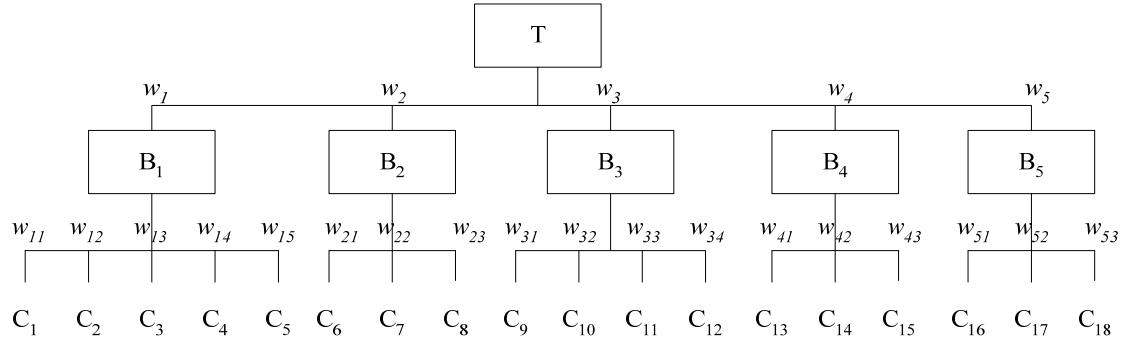 T
w₁ w₂ w₃ w₄ w₅
B₁ B₂ B₃ B₄ B₅
w₁₁ w₁₂ w₁₃ w₁₄ w₁₅ w₂₁ w₂₂ w₂₃ w₃₁ w₃₂ w₃₃ w₃₄ w₄₁ w₄₂ w₄₃ w₅₁ w₅₂ w₅₃
C₁ C₂ C₃ C₄ C₅ C₆ C₇ C₈ C₉ C₁₀ C₁₁ C₁₂ C₁₃ C₁₄ C₁₅ C₁₆ C₁₇ C₁₈